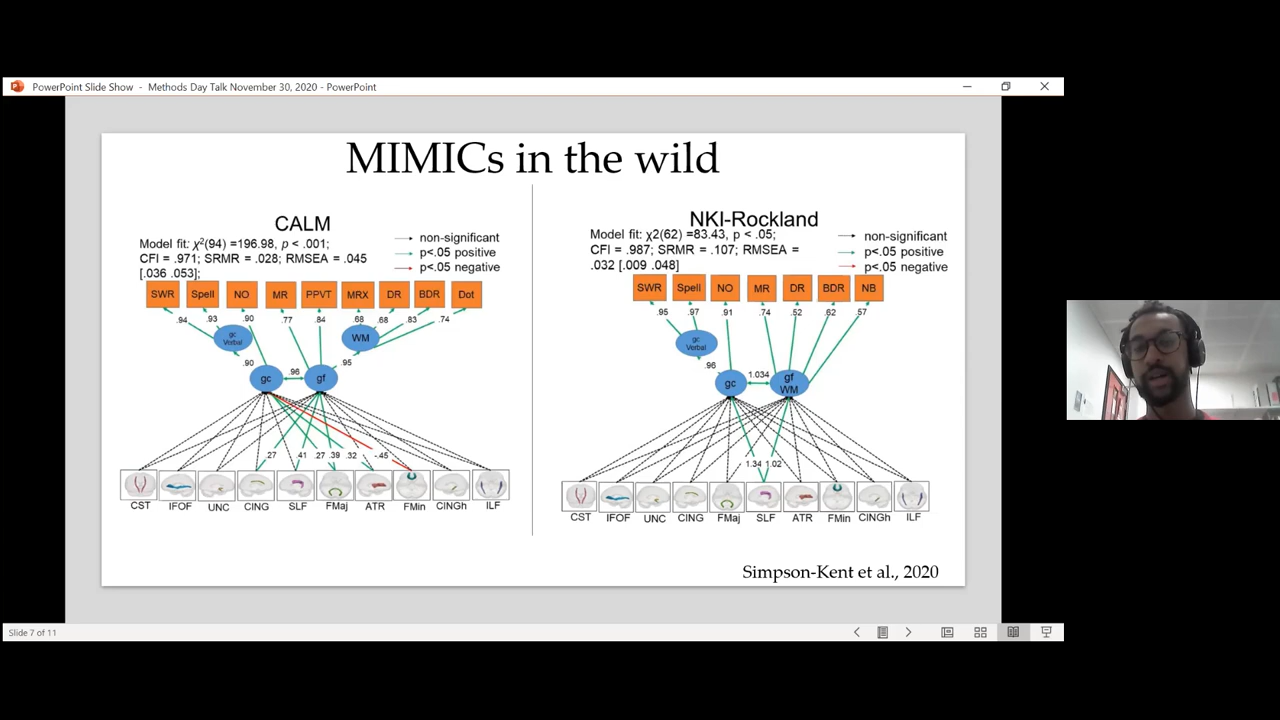 PowerPoint Slide Show - Methods Day Talk November 30, 2020 - PowerPoint
MIMICs in the wild
CALM
Model fit: χ²(94) =196.98, p < .001;
CFI = .971; SRMR = .028; RMSEA = .045
[.036 .053];
non-significant
p<.05 positive
p<.05 negative
SWR Spell NO MR PPVT MRX DR BDR Dot
.94 .93 .90 .77 .84 .68 .68 .83 .74
gc
Verbal
WM
.90 .95
gc .96 gf
.27 .41 .27 .39 .32 -.45
CST IFOF UNC CING SLF FMaj ATR FMin CINGh ILF
NKI-Rockland
Model fit: χ2(62) =83.43, p < .05;
CFI = .987; SRMR = .107; RMSEA =
.032 [.009 .048]
non-significant
p<.05 positive
p<.05 negative
SWR Spell NO MR DR BDR NB
.95 .97 .91 .74 .52 .62 .57
gc
Verbal
.96
gc 1.034 gf
WM
1.34 1.02
CST IFOF UNC CING FMaj SLF ATR FMin CINGh ILF
Simpson-Kent et al., 2020
Slide 7 of 11